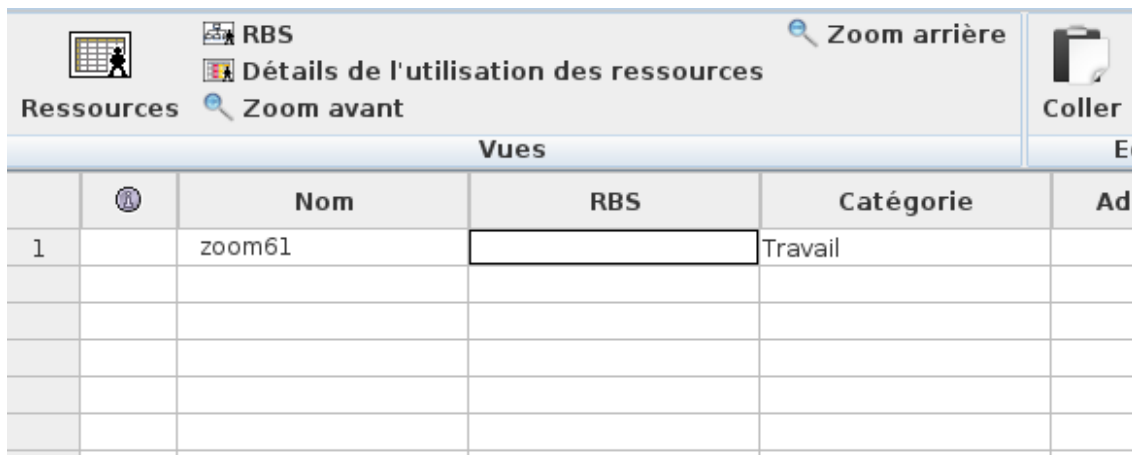 RBS
Zoom arrière
Détails de l'utilisation des ressources
Ressources
Zoom avant
Coller
Vues
Nom
RBS
Catégorie
Ad
1
zoom61
Travail